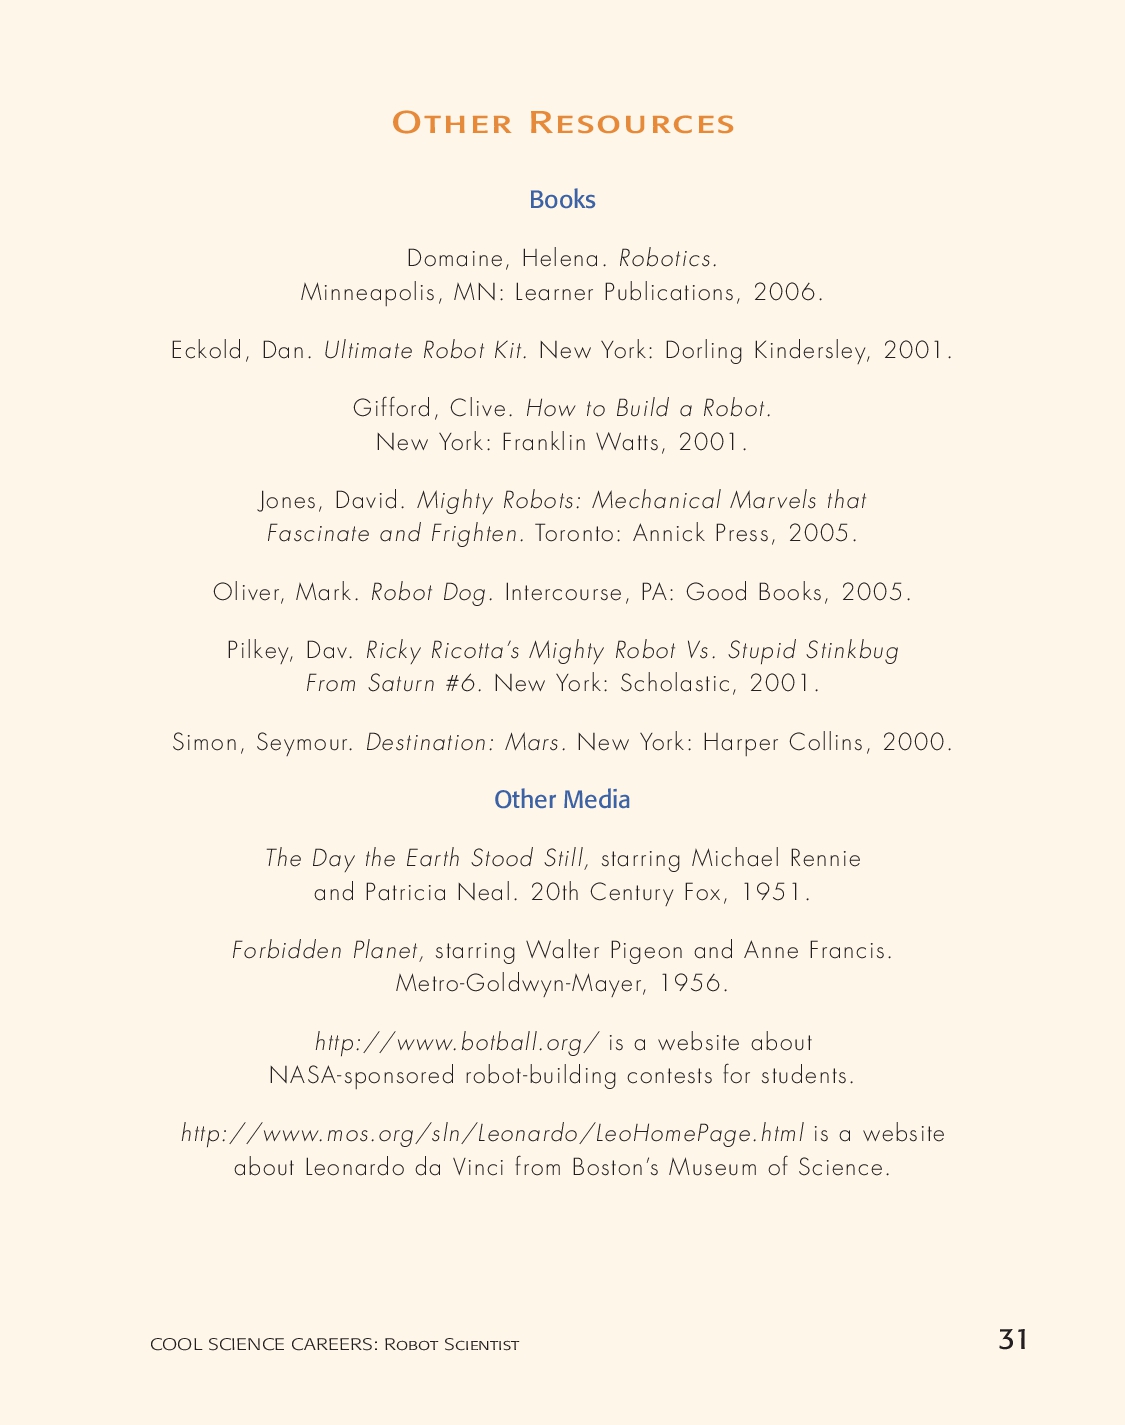 Other Resources
Books
Domaine, Helena. Robotics.
Minneapolis, MN: Learner Publications, 2006.
Eckold, Dan. Ultimate Robot Kit. New York: Dorling Kindersley, 2001.
Gifford, Clive. How to Build a Robot.
New York: Franklin Watts, 2001.
Jones, David. Mighty Robots: Mechanical Marvels that
Fascinate and Frighten. Toronto: Annick Press, 2005.
Oliver, Mark. Robot Dog. Intercourse, PA: Good Books, 2005.
Pilkey, Dav. Ricky Ricotta’s Mighty Robot Vs. Stupid Stinkbug
From Saturn #6. New York: Scholastic, 2001.
Simon, Seymour. Destination: Mars. New York: Harper Collins, 2000.
Other Media
The Day the Earth Stood Still, starring Michael Rennie
and Patricia Neal. 20th Century Fox, 1951.
Forbidden Planet, starring Walter Pigeon and Anne Francis.
Metro-Goldwyn-Mayer, 1956.
http://www.botball.org/ is a website about
NASA-sponsored robot-building contests for students.
http://www.mos.org/sln/Leonardo/LeoHomePage.html is a website
about Leonardo da Vinci from Boston’s Museum of Science.
COOL SCIENCE CAREERS: Robot Scientist
31